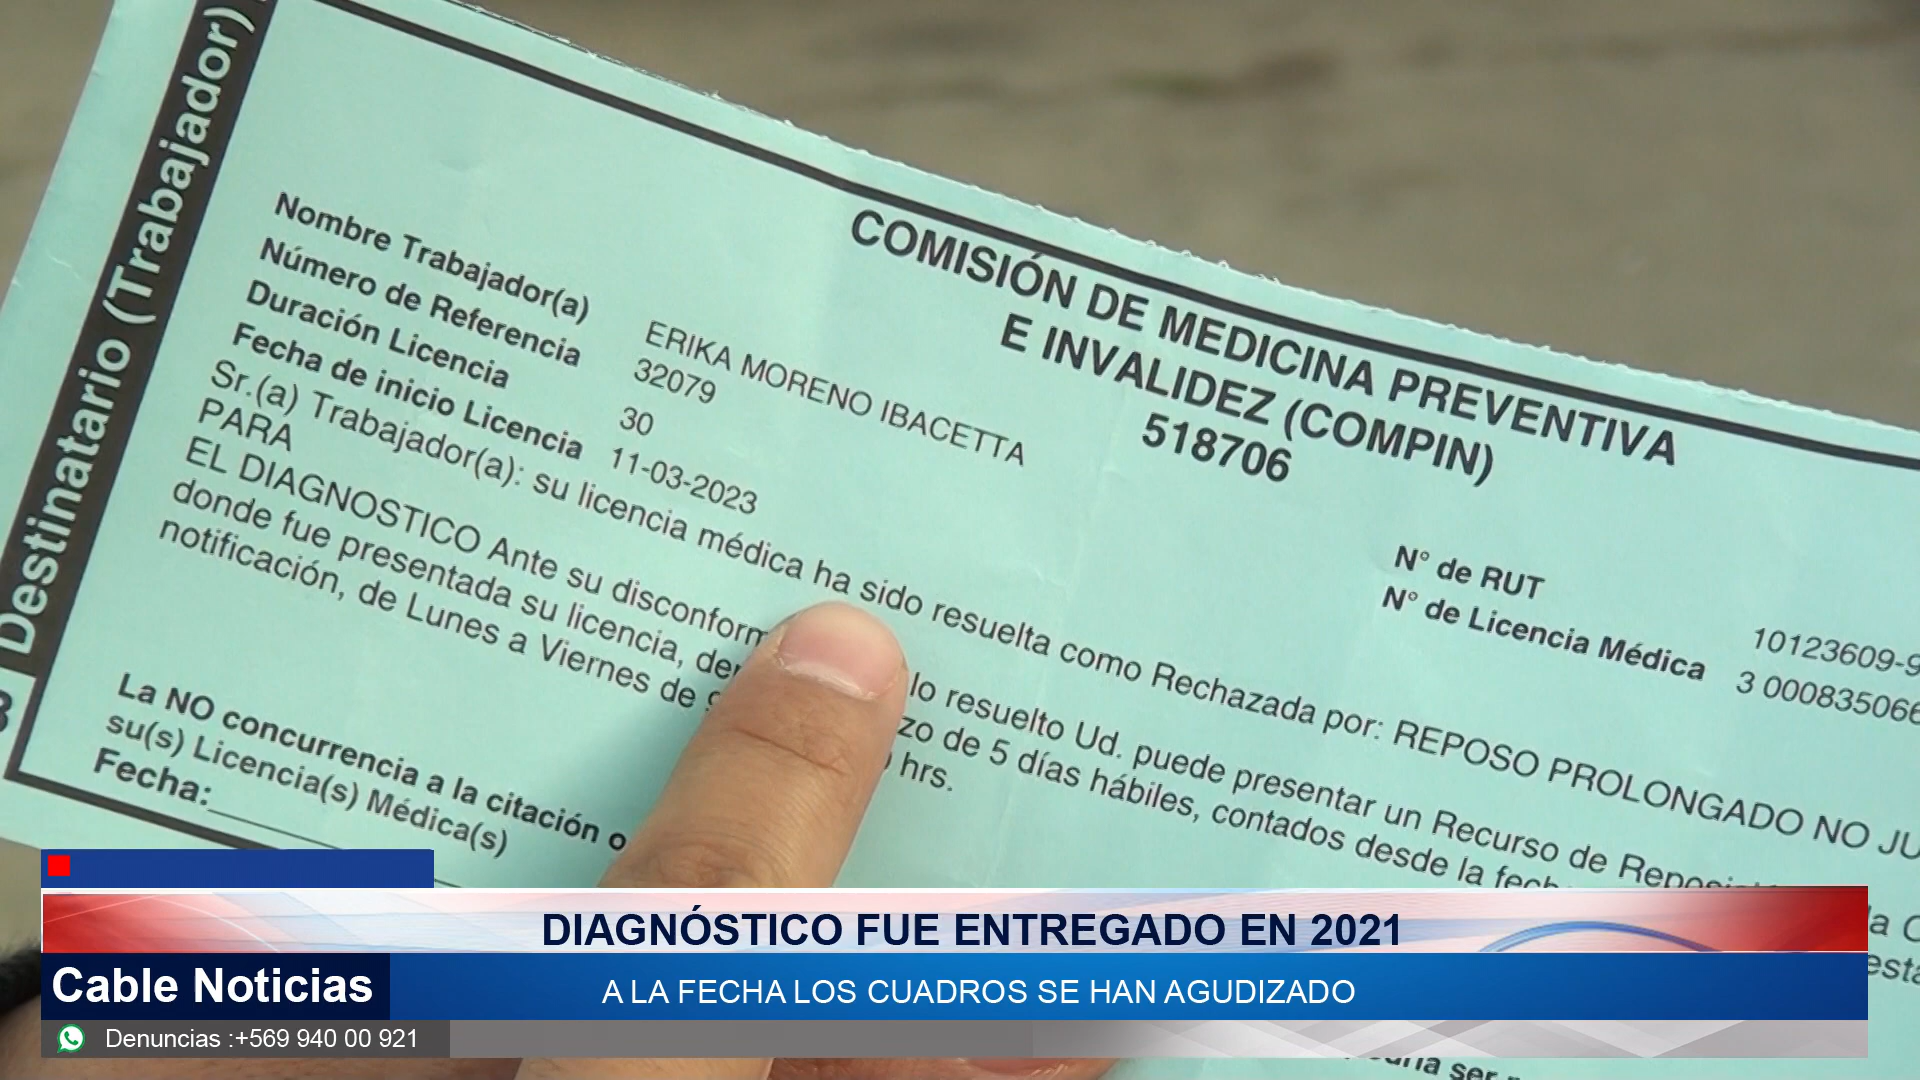 Destinatario (Trabajador)
COMISIÓN DE MEDICINA PREVENTIVA
E INVALIDEZ (COMPIN)
518706
Nombre Trabajador(a) ERIKA MORENO IBACETTA
Número de Referencia 32079
Duración Licencia 30
Fecha de inicio Licencia 11-03-2023
N° de RUT 10123609-9
N° de Licencia Médica 3 000835066
Sr.(a) Trabajador(a): su licencia médica ha sido resuelta como Rechazada por: REPOSO PROLONGADO NO
PARA
EL DIAGNOSTICO Ante su lo resuelto Ud. puede presentar un Recurso de
donde fue presentada su licencia, de 5 días hábiles, contados desde la
notificación, de Lunes a Viernes de hrs.
La NO concurrencia a la citación o
su(s) Licencia(s) Médica(s)
Fecha:
DIAGNÓSTICO FUE ENTREGADO EN 2021
Cable Noticias
A LA FECHA LOS CUADROS SE HAN AGUDIZADO
Denuncias :+569 940 00 921
ser